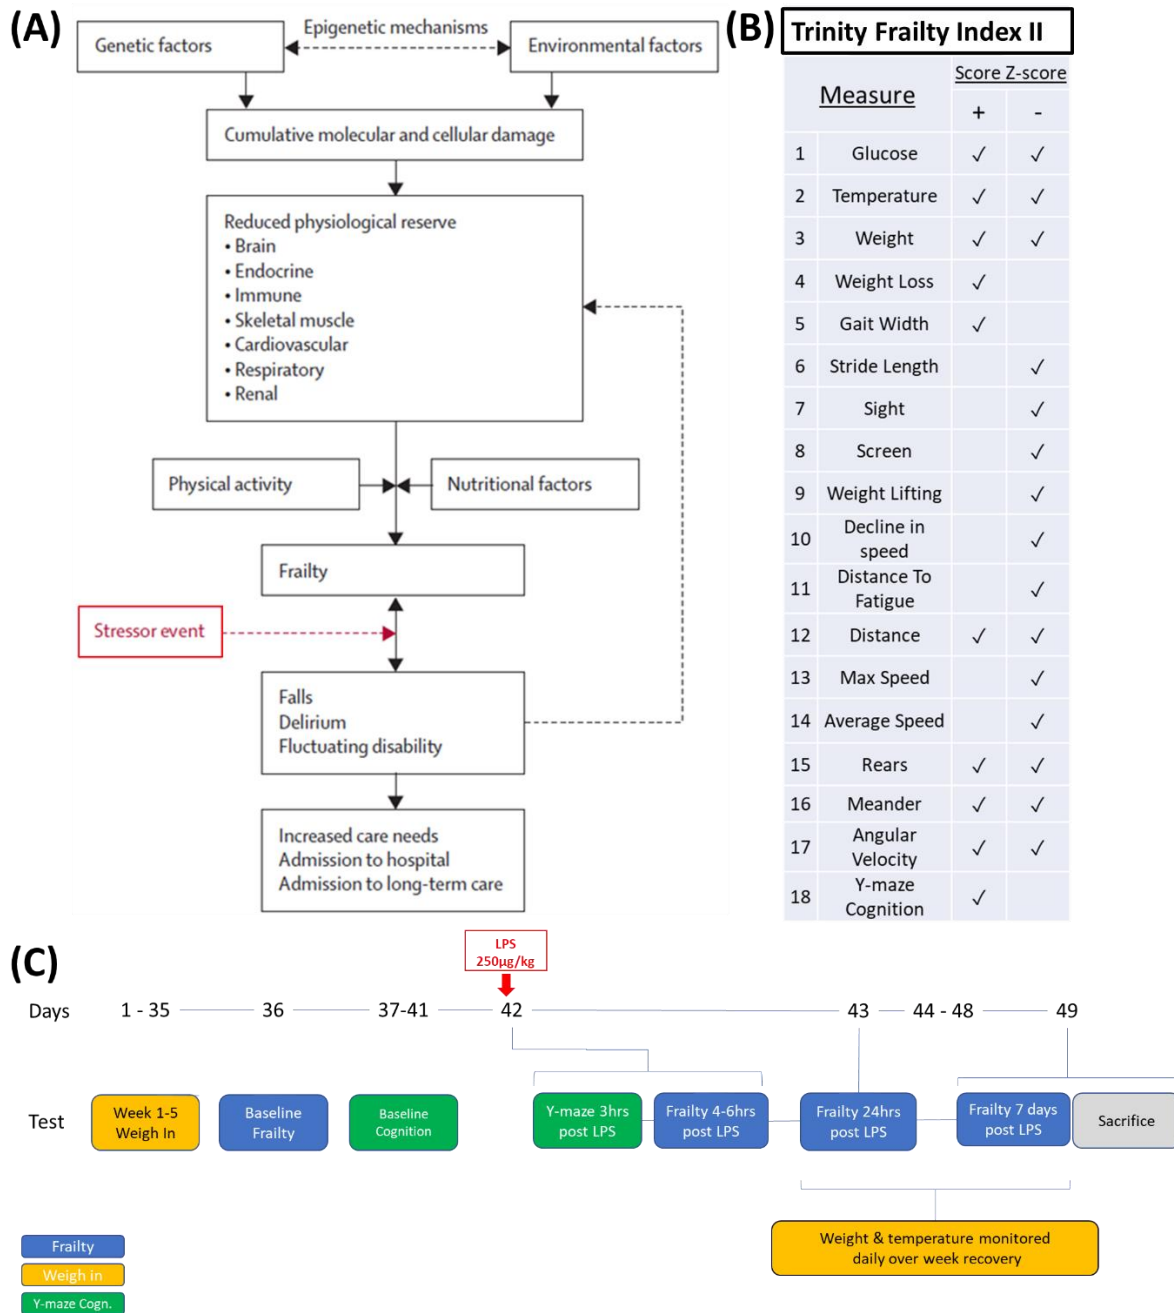 (A)
Genetic factors
Epigenetic mechanisms
Environmental factors
Cumulative molecular and cellular damage
Reduced physiological reserve
• Brain
• Endocrine
• Immune
• Skeletal muscle
• Cardiovascular
• Respiratory
• Renal
Physical activity
Nutritional factors
Frailty
Stressor event
Falls
Delirium
Fluctuating disability
Increased care needs
Admission to hospital
Admission to long-term care
(B)
Trinity Frailty Index II
Measure
Score Z-score
+ -
1 Glucose ✓ ✓
2 Temperature ✓ ✓
3 Weight ✓ ✓
4 Weight Loss ✓
5 Gait Width ✓
6 Stride Length ✓
7 Sight ✓
8 Screen ✓
9 Weight Lifting ✓
10 Decline in
speed ✓
11 Distance To
Fatigue ✓
12 Distance ✓ ✓
13 Max Speed ✓
14 Average Speed ✓
15 Rears ✓ ✓
16 Meander ✓ ✓
17 Angular
Velocity ✓ ✓
18 Y-maze
Cognition ✓
(C)
LPS
250µg/kg
Days 1 - 35 36 37-41 42 43 44 - 48 49
Test
Week 1-5
Weigh In
Baseline
Frailty
Baseline
Cognition
Y-maze 3hrs
post LPS
Frailty 4-6hrs
post LPS
Frailty 24hrs
post LPS
Frailty 7 days
post LPS
Sacrifice
Weight & temperature monitored
daily over week recovery
Frailty
Weigh in
Y-maze Cogn.